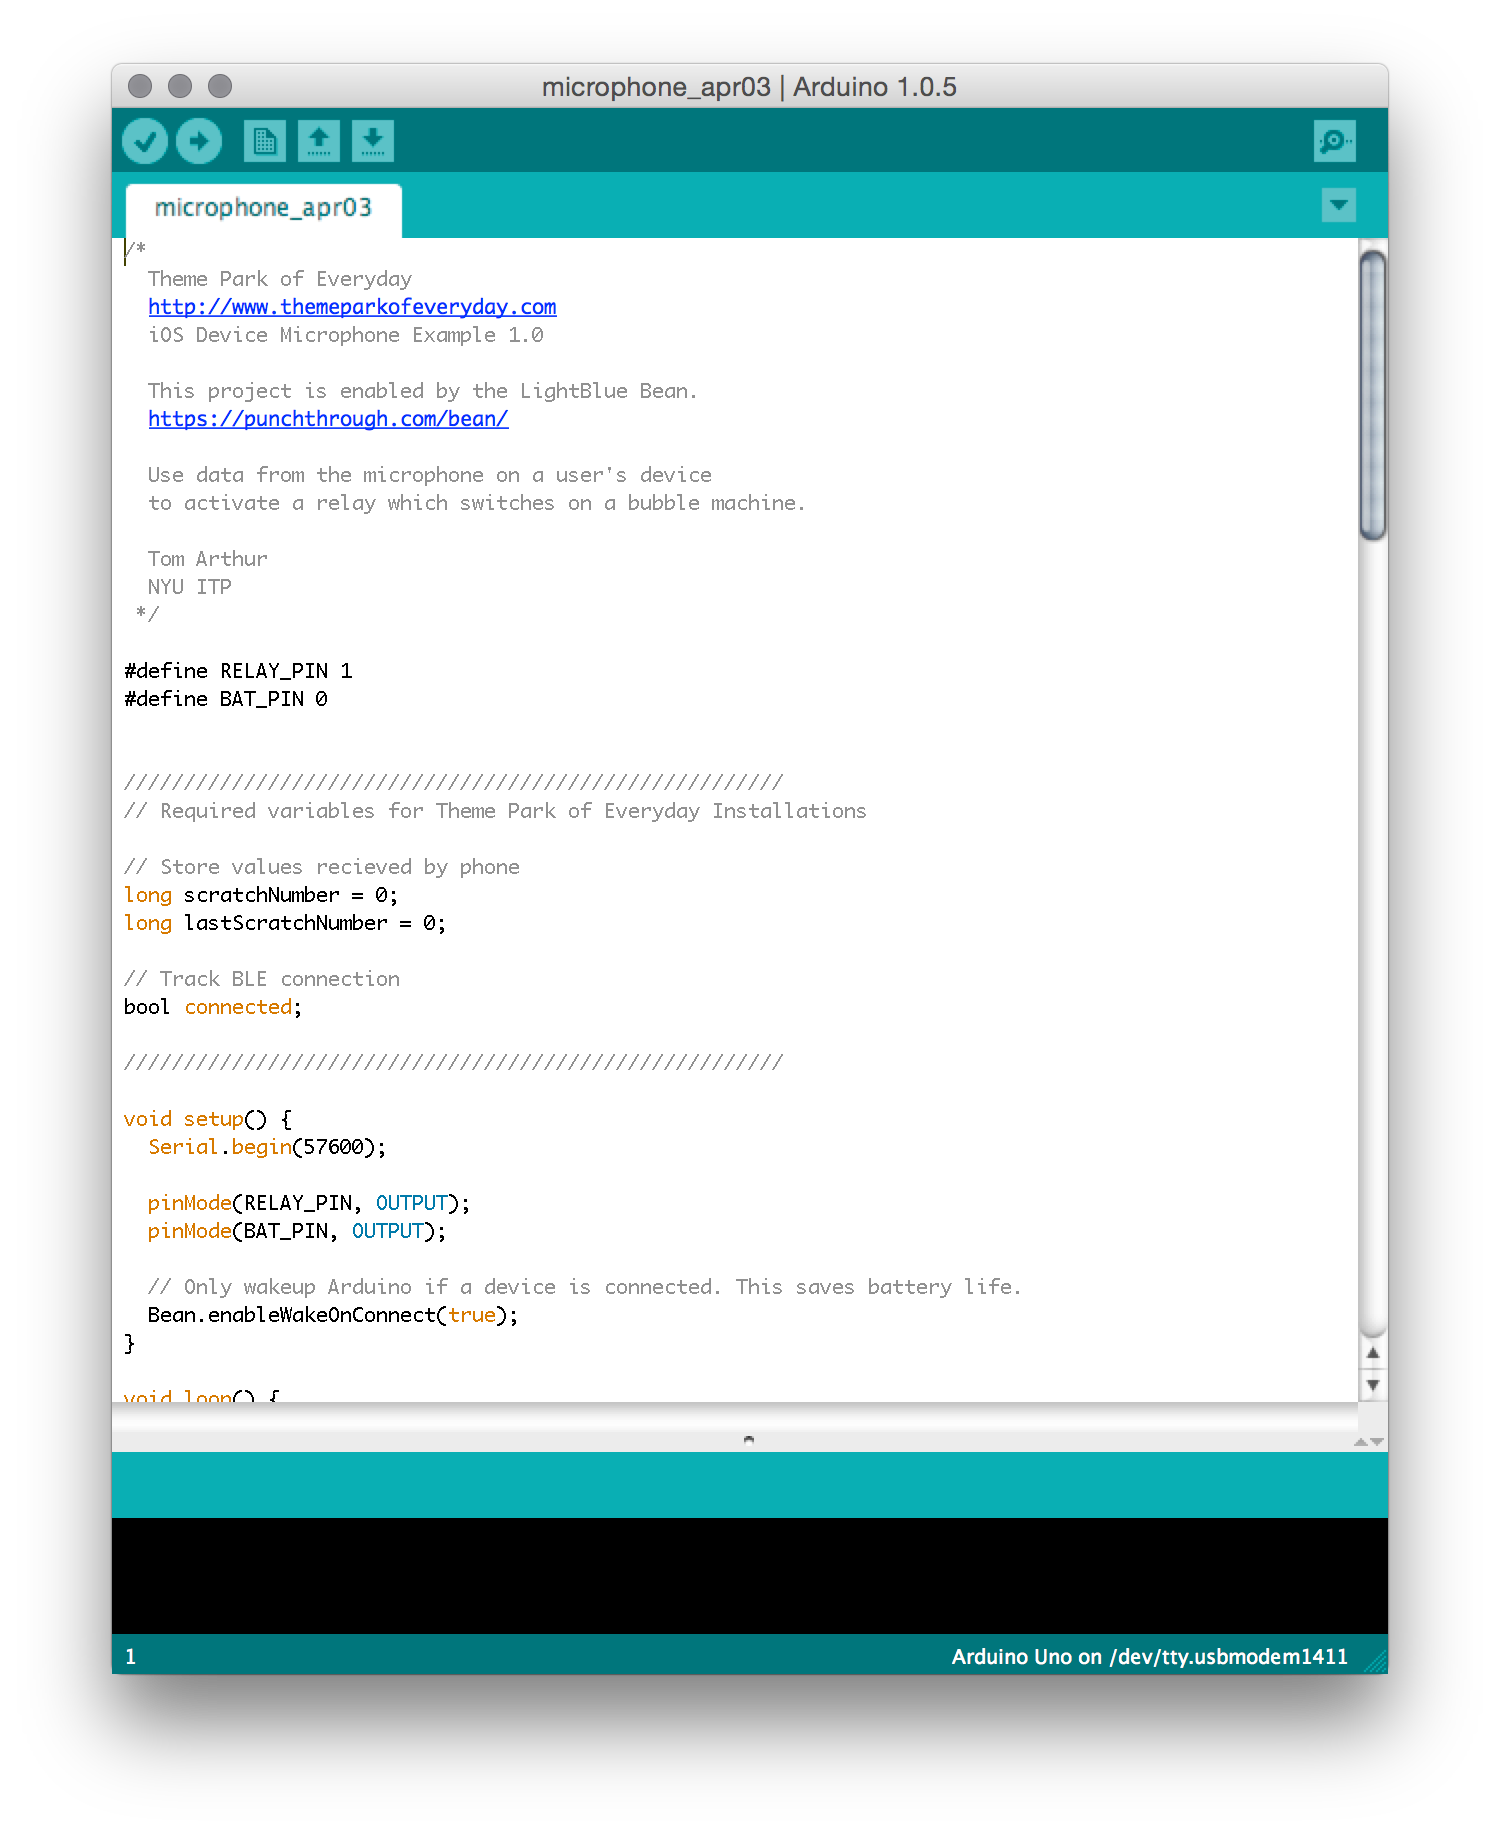 microphone_apr03 | Arduino 1.0.5
microphone_apr03
/*
  Theme Park of Everyday
  http://www.themeparkofeveryday.com
  iOS Device Microphone Example 1.0

  This project is enabled by the LightBlue Bean.
  https://punchthrough.com/bean/

  Use data from the microphone on a user's device
  to activate a relay which switches on a bubble machine.

  Tom Arthur
  NYU ITP
 */

#define RELAY_PIN 1
#define BAT_PIN 0

///////////////////////////////////////////////////////
// Required variables for Theme Park of Everyday Installations

// Store values recieved by phone
long scratchNumber = 0;
long lastScratchNumber = 0;

// Track BLE connection
bool connected;

///////////////////////////////////////////////////////

void setup() {
  Serial.begin(57600);

  pinMode(RELAY_PIN, OUTPUT);
  pinMode(BAT_PIN, OUTPUT);

  // Only wakeup Arduino if a device is connected. This saves battery life.
  Bean.enableWakeOnConnect(true);
}

void loop() {
1
Arduino Uno on /dev/tty.usbmodem1411